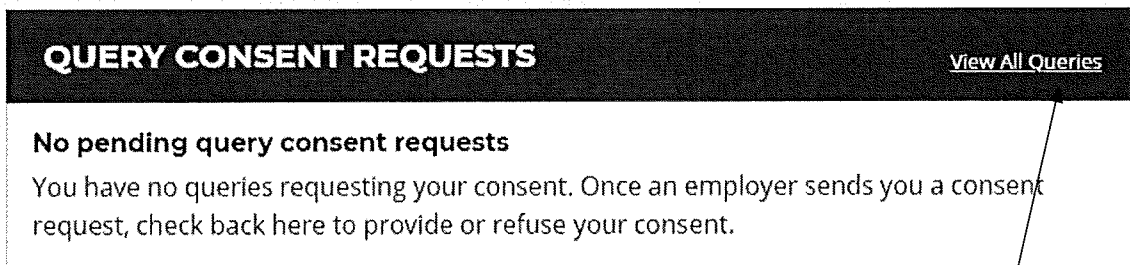 QUERY CONSENT REQUESTS
View All Queries
No pending query consent requests
You have no queries requesting your consent. Once an employer sends you a consent
request, check back here to provide or refuse your consent.